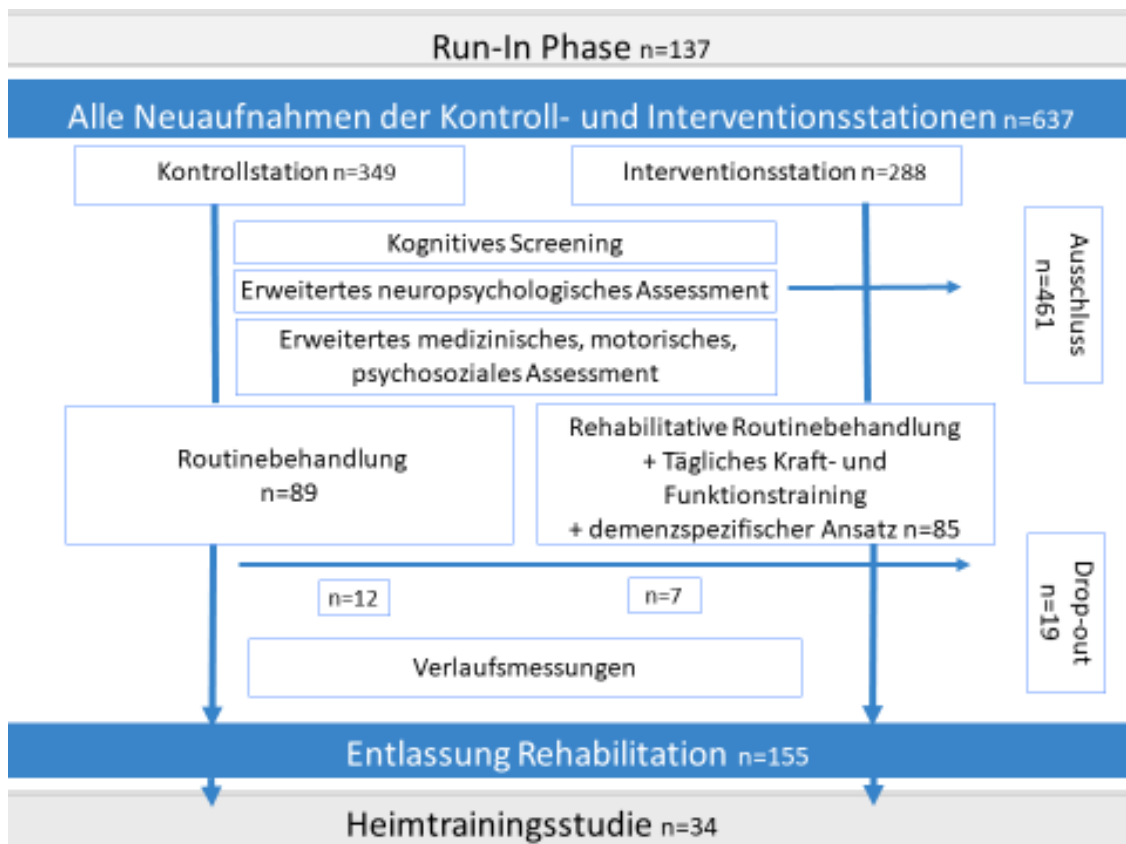 Run-In Phase n=137
Alle Neuaufnahmen der Kontroll- und Interventionsstationen n=637
Kontrollstation n=349
Interventionsstation n=288
Kognitives Screening
Erweitertes neuropsychologisches Assessment
Erweitertes medizinisches, motorisches,
psychosoziales Assessment
Ausschluss
n=461
Routinebehandlung
n=89
Rehabilitative Routinebehandlung
+ Tägliches Kraft- und
Funktionstraining
+ demenzspezifischer Ansatz n=85
n=12
n=7
Drop-out
n=19
Verlaufsmessungen
Entlassung Rehabilitation n=155
Heimtrainingsstudie n=34